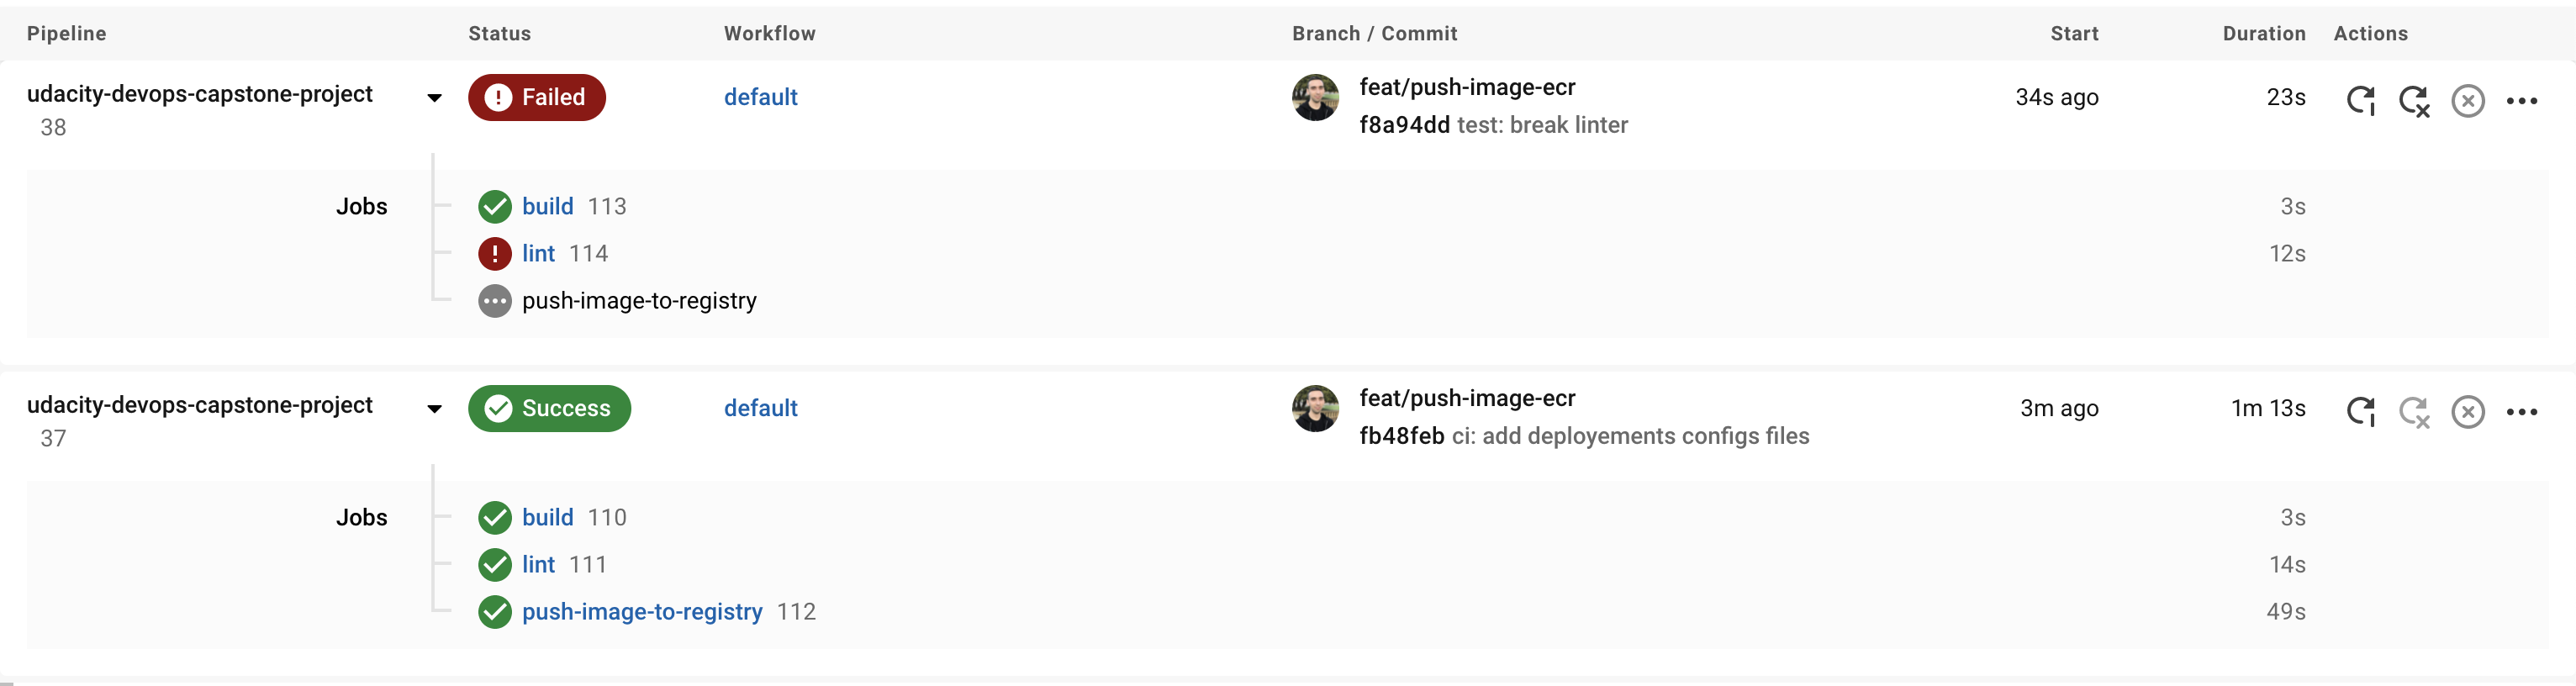 Pipeline Status Workflow Branch / Commit Start Duration Actions
udacity-devops-capstone-project Failed default feat/push-image-ecr 34s ago 23s
38 f8a94dd test: break linter
Jobs build 113 3s
lint 114 12s
push-image-to-registry
udacity-devops-capstone-project Success default feat/push-image-ecr 3m ago 1m 13s
37 fb48feb ci: add deployements configs files
Jobs build 110 3s
lint 111 14s
push-image-to-registry 112 49s